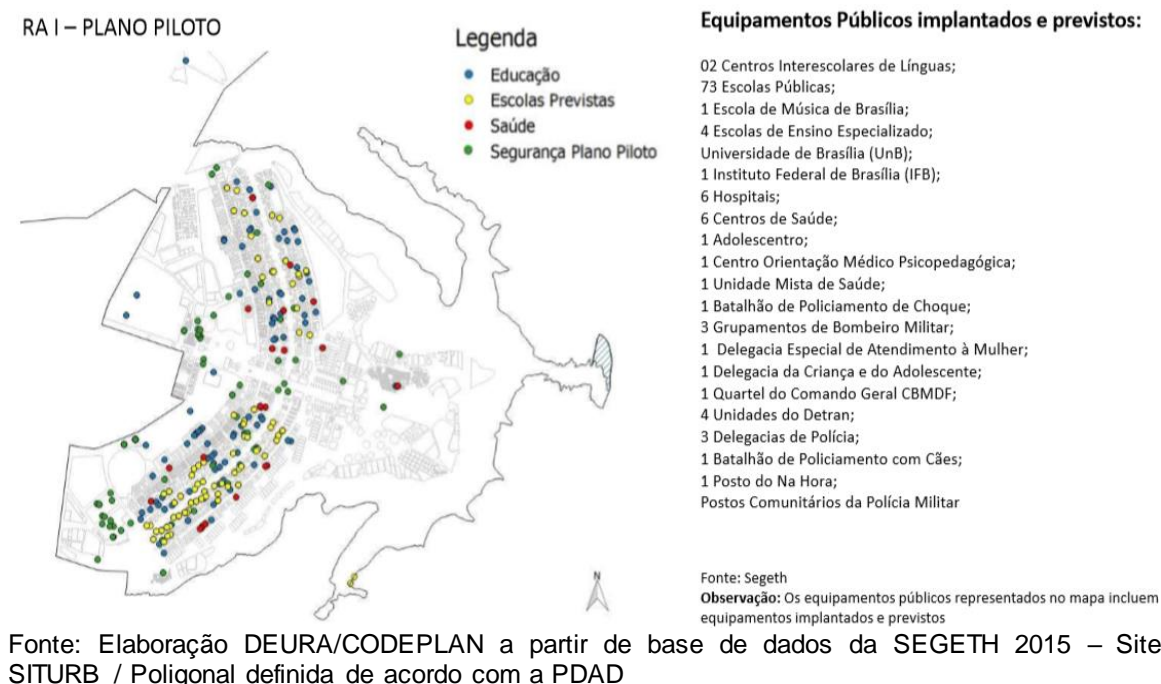 RA I – PLANO PILOTO
Legenda
Educação
Escolas Previstas
Saúde
Segurança Plano Piloto
N
Equipamentos Públicos implantados e previstos:
02 Centros Interescolares de Línguas;
73 Escolas Públicas;
1 Escola de Música de Brasília;
4 Escolas de Ensino Especializado;
Universidade de Brasília (UnB);
1 Instituto Federal de Brasília (IFB);
6 Hospitais;
6 Centros de Saúde;
1 Adolescentro;
1 Centro Orientação Médico Psicopedagógica;
1 Unidade Mista de Saúde;
1 Batalhão de Policiamento de Choque;
3 Grupamentos de Bombeiro Militar;
1 Delegacia Especial de Atendimento à Mulher;
1 Delegacia da Criança e do Adolescente;
1 Quartel do Comando Geral CBMDF;
4 Unidades do Detran;
3 Delegacias de Polícia;
1 Batalhão de Policiamento com Cães;
1 Posto do Na Hora;
Postos Comunitários da Polícia Militar
Fonte: Segeth
Observação: Os equipamentos públicos representados no mapa incluem
equipamentos implantados e previstos
Fonte: Elaboração DEURA/CODEPLAN a partir de base de dados da SEGETH 2015 – Site
SITURB / Poligonal definida de acordo com a PDAD